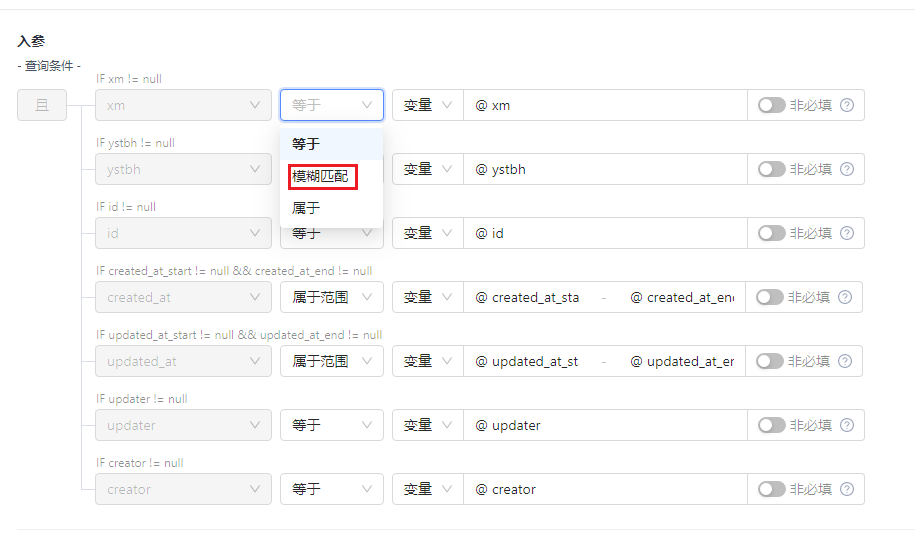 入参
- 查询条件 -
IF xm != null
且 xm 等于 变量 @ xm 非必填
等于
IF ystbh != null
ystbh 变量 @ ystbh 非必填
模糊匹配
属于
IF id != null
id 等于 变量 @ id 非必填
IF created_at_start != null && created_at_end != null
created_at 属于范围 变量 @ created_at_sta - @ created_at_end 非必填
IF updated_at_start != null && updated_at_end != null
updated_at 属于范围 变量 @ updated_at_st - @ updated_at_er 非必填
IF updater != null
updater 等于 变量 @ updater 非必填
IF creator != null
creator 等于 变量 @ creator 非必填